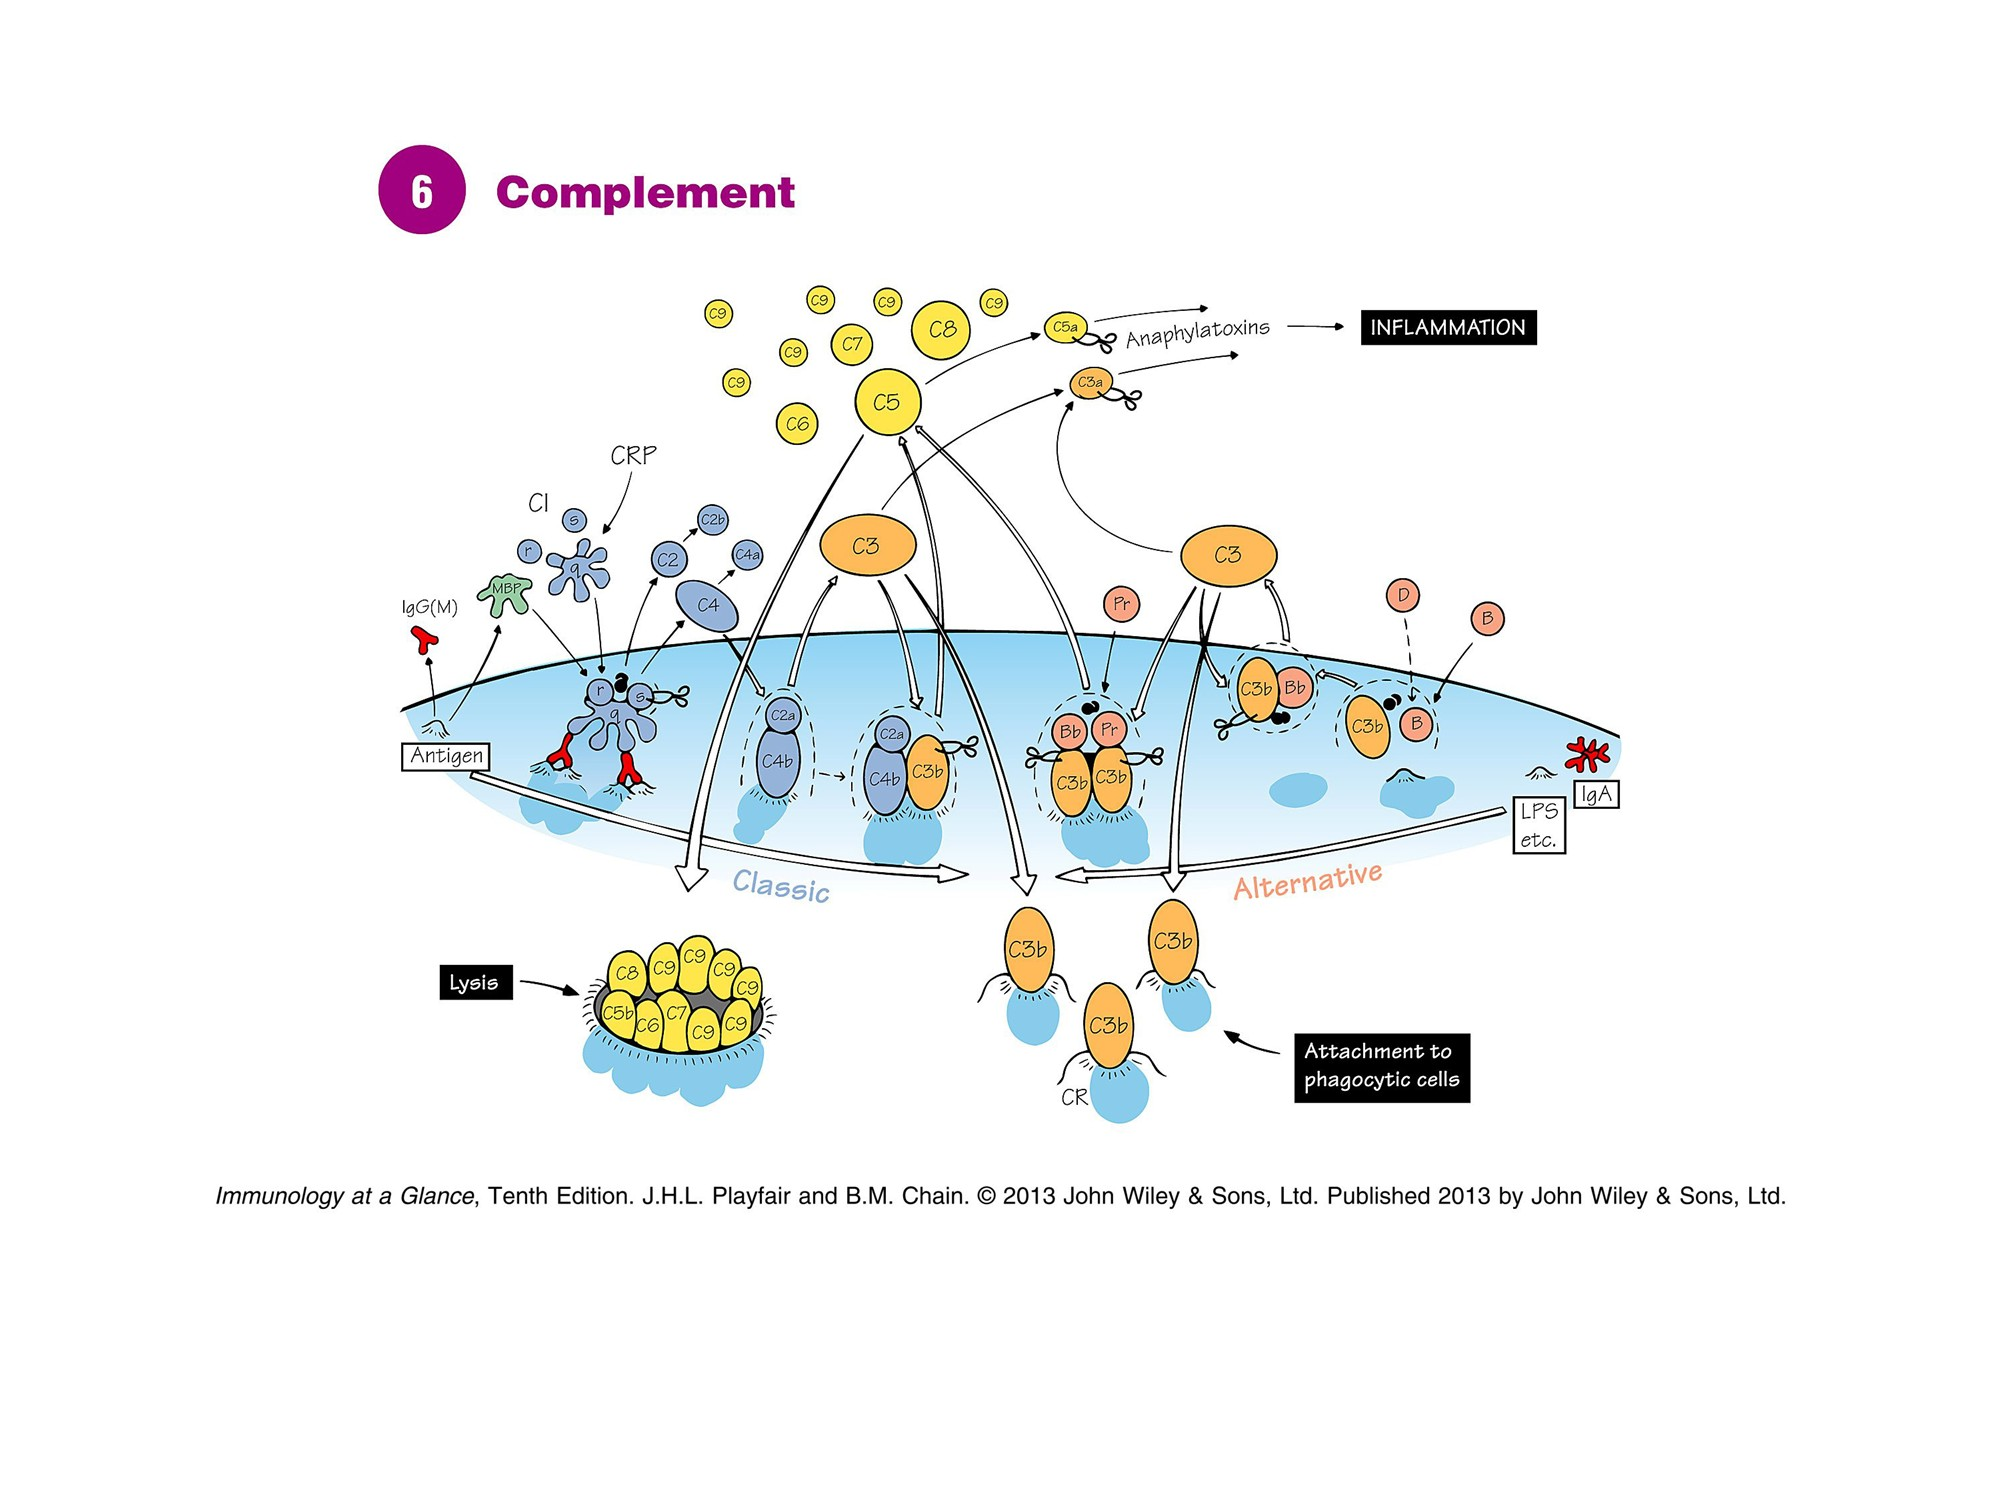 6 Complement
C9
C9
C9
C9
C8
C7
C9
C9
C5
C6
C5a
Anaphylatoxins
INFLAMMATION
C3a
CRP
CI
s
r
q
MBP
IgG(M)
C2b
C2
C4a
C4
C3
C3
Pr
D
B
r
s
q
Antigen
C2a
C4b
C2a
C4b
C3b
Bb
Pr
C3b
C3b
C3b
Bb
C3b
B
IgA
LPS
etc.
Classic
Alternative
Lysis
C8
C9
C9
C9
C9
C5b
C6
C7
C9
C9
C3b
C3b
C3b
CR
Attachment to
phagocytic cells
Immunology at a Glance, Tenth Edition. J.H.L. Playfair and B.M. Chain. © 2013 John Wiley & Sons, Ltd. Published 2013 by John Wiley & Sons, Ltd.